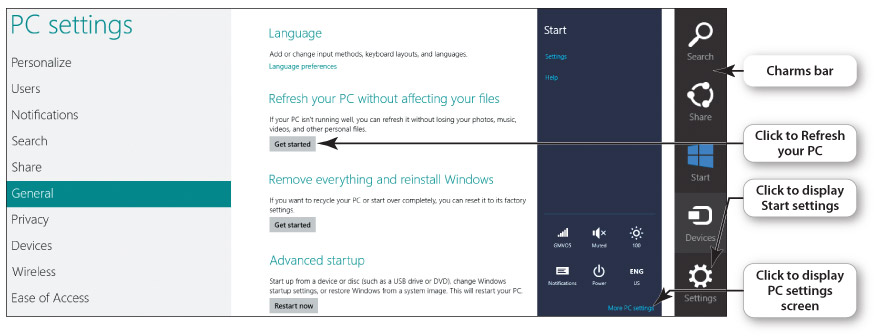 PC settings
Personalize
Users
Notifications
Search
Share
General
Privacy
Devices
Wireless
Ease of Access
Language
Add or change input methods, keyboard layouts, and languages.
Language preferences
Refresh your PC without affecting your files
If your PC isn't running well, you can refresh it without losing your photos, music,
videos, and other personal files.
Get started
Remove everything and reinstall Windows
If you want to recycle your PC or start over completely, you can reset it to its factory
settings.
Get started
Advanced startup
Start up from a device or disc (such as a USB drive or DVD), change Windows
startup settings, or restore Windows from a system image. This will restart your PC.
Restart now
Start
Settings
Help
GMVOS
Muted
100
Notifications
Power
ENG
US
More PC settings
Search
Share
Start
Devices
Settings
Charms bar
Click to Refresh
your PC
Click to display
Start settings
Click to display
PC settings
screen